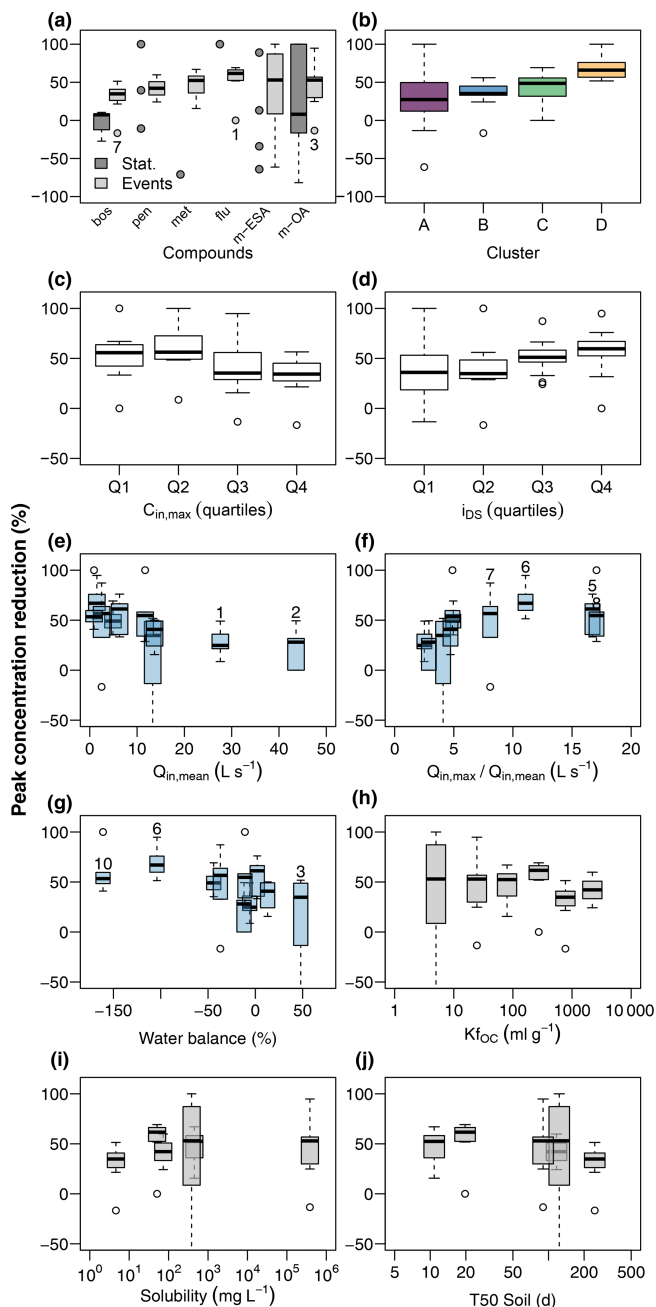 Peak concentration reduction (%)
(a)
100
50
0
−50
−100
7
1
3
Stat.
Events
bos
pen
met
flu
m−ESA
m−OA
Compounds
(b)
100
50
0
−50
−100
A
B
C
D
Cluster
(c)
100
50
0
−50
Q1
Q2
Q3
Q4
Cin,max (quartiles)
(d)
100
50
0
−50
Q1
Q2
Q3
Q4
iDS (quartiles)
(e)
100
50
0
−50
1
2
0
10
20
30
40
50
Qin,mean (L s−1)
(f)
100
50
0
−50
7
6
5
0
5
10
15
20
Qin,max / Qin,mean (L s−1)
(g)
100
50
0
−50
10
6
3
−150
−50
0
50
Water balance (%)
(h)
100
50
0
−50
1
10
100
1000
10 000
KfOC (ml g−1)
(i)
100
50
0
−50
10^0
10^1
10^2
10^3
10^4
10^5
10^6
Solubility (mg L−1)
(j)
100
50
0
−50
5
10
20
50
200
500
T50 Soil (d)